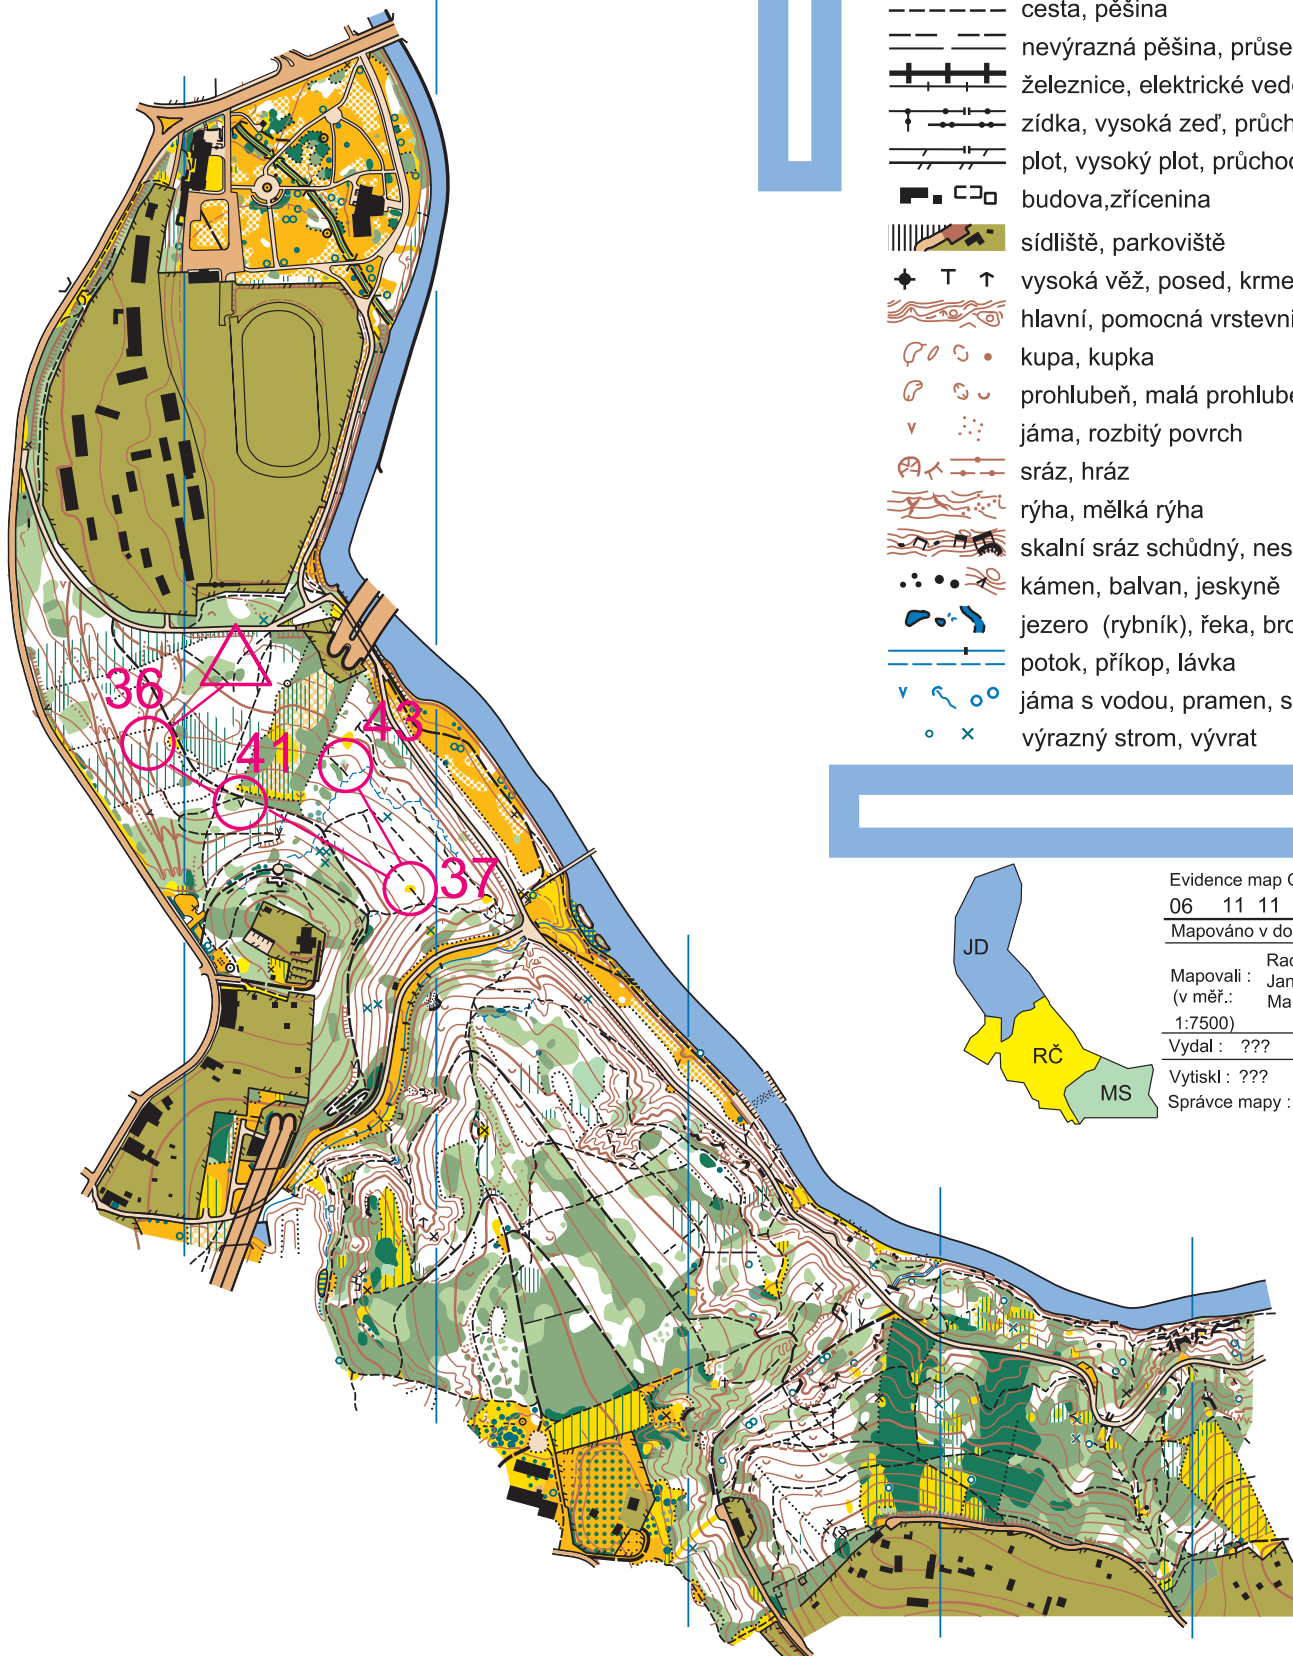 cesta, pěšina
nevýrazná pěšina, průse
železnice, elektrické ved
zídka, vysoká zeď, průch
plot, vysoký plot, průchod
budova,zřícenina
sídliště, parkoviště
vysoká věž, posed, krme
hlavní, pomocná vrstevni
kupa, kupka
prohlubeň, malá prohlube
jáma, rozbitý povrch
sráz, hráz
rýha, mělká rýha
skalní sráz schůdný, nes
kámen, balvan, jeskyně
jezero (rybník), řeka, bro
potok, příkop, lávka
jáma s vodou, pramen, s
výrazný strom, vývrat
36
43
41
37
JD
RČ
MS
Evidence map
06 11 11
Mapováno v do
Mapovali :
(v měř.:
1:7500)
Rad
Jan
Ma
Vydal : ???
Vytiskl : ???
Správce mapy :